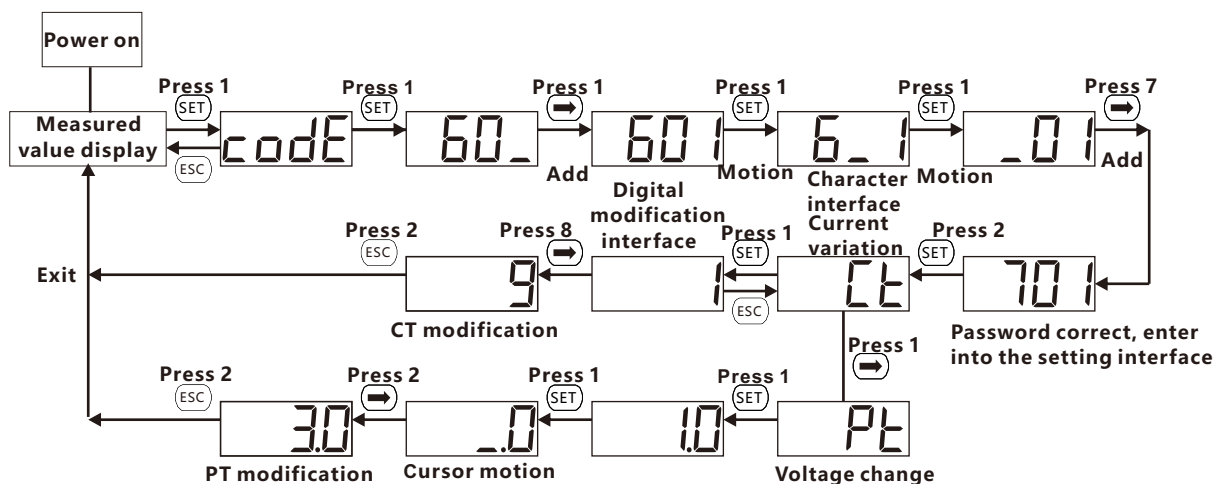 Power on
Press 1
Press 1
Press 1
Press 1
Press 1
Press 7
SET
SET
SET
SET
Measured
value display
codE
60_
601
6_1
_01
ESC
Add
Motion
Motion
Add
Digital
modification
interface
Character
interface
Current
variation
Press 2
Press 8
Press 1
Press 2
ESC
SET
SET
Exit
9
1
Ct
701
ESC
CT modification
Password correct, enter
into the setting interface
Press 1
Press 2
Press 2
Press 1
Press 1
ESC
SET
SET
3.0
_.0
1.0
Pt
PT modification
Cursor motion
Voltage change